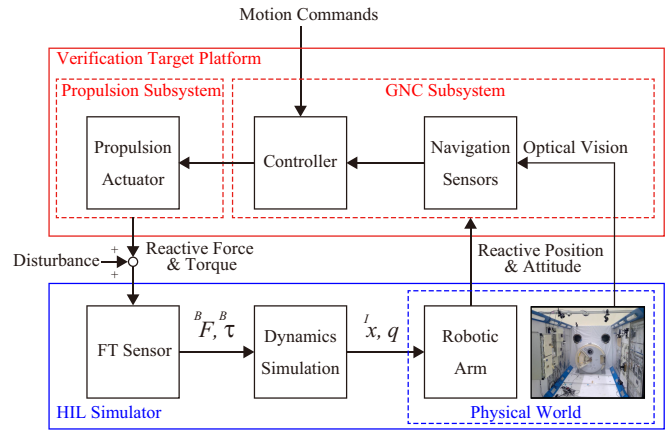 Motion Commands
Verification Target Platform
Propulsion Subsystem
GNC Subsystem
Propulsion
Actuator
Controller
Navigation
Sensors
Optical Vision
Disturbance
+
+
Reactive Force
& Torque
Reactive Position
& Attitude
FT Sensor
ᴮF, ᴮτ
Dynamics
Simulation
ᴵx, q
Robotic
Arm
HIL Simulator
Physical World